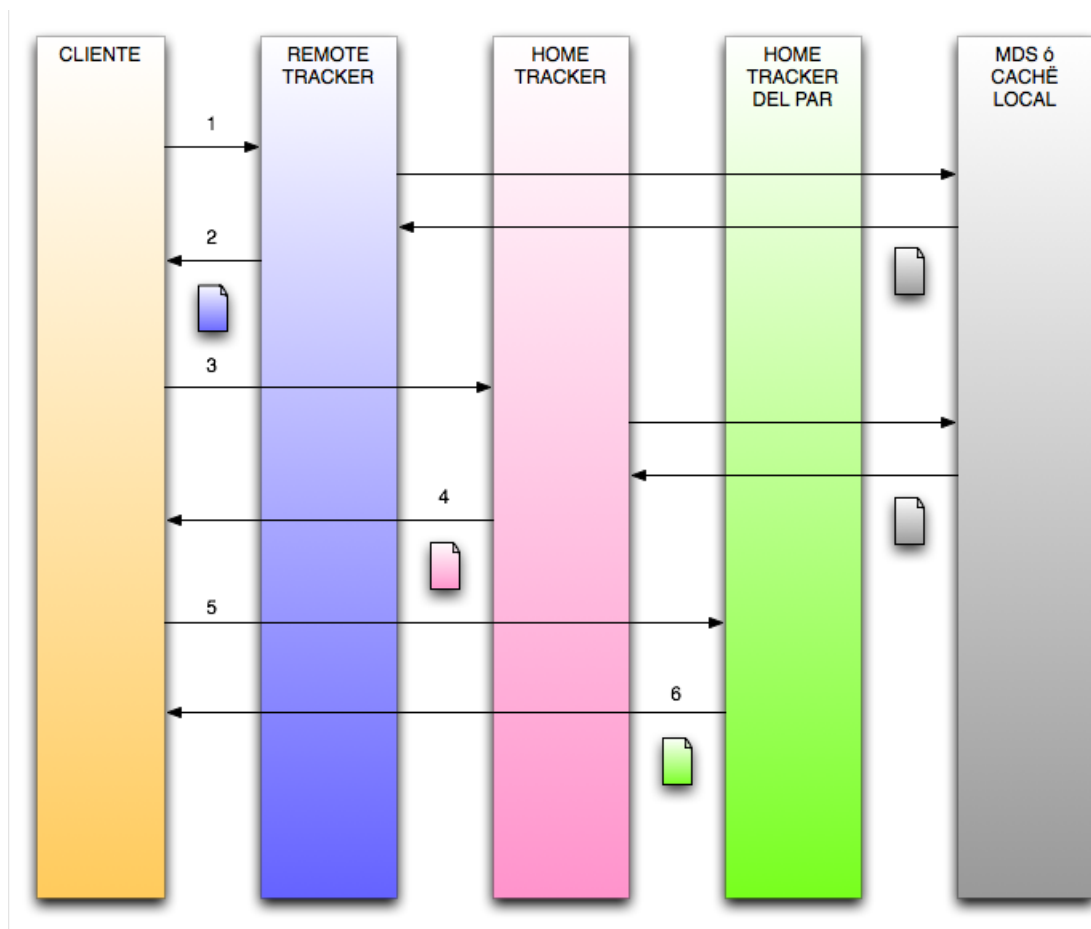 CLIENTE
REMOTE
TRACKER
HOME
TRACKER
HOME
TRACKER
DEL PAR
MDS ó
CACHË
LOCAL
1
2
3
4
5
6